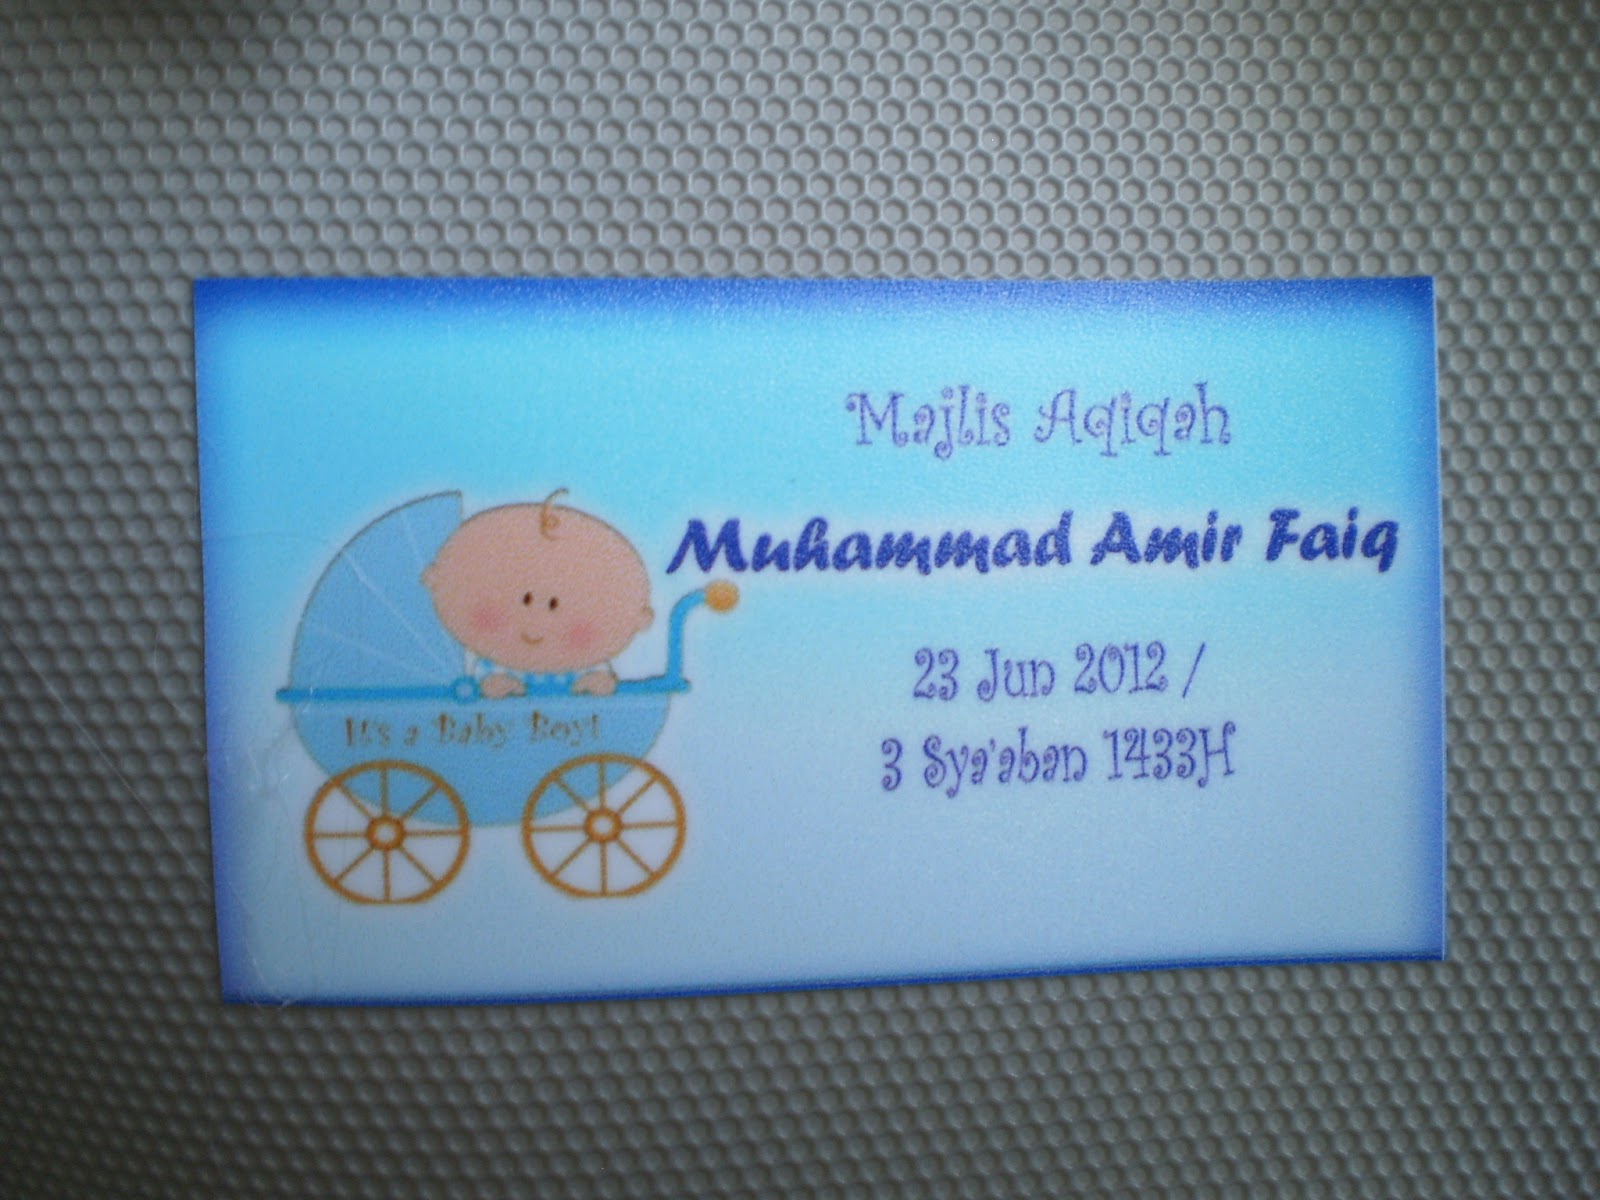 Majlis Aqiqah
Muhammad Amir Faiq
23 Jun 2012 /
3 Sya'aban 1433H
It's a Baby Boy!